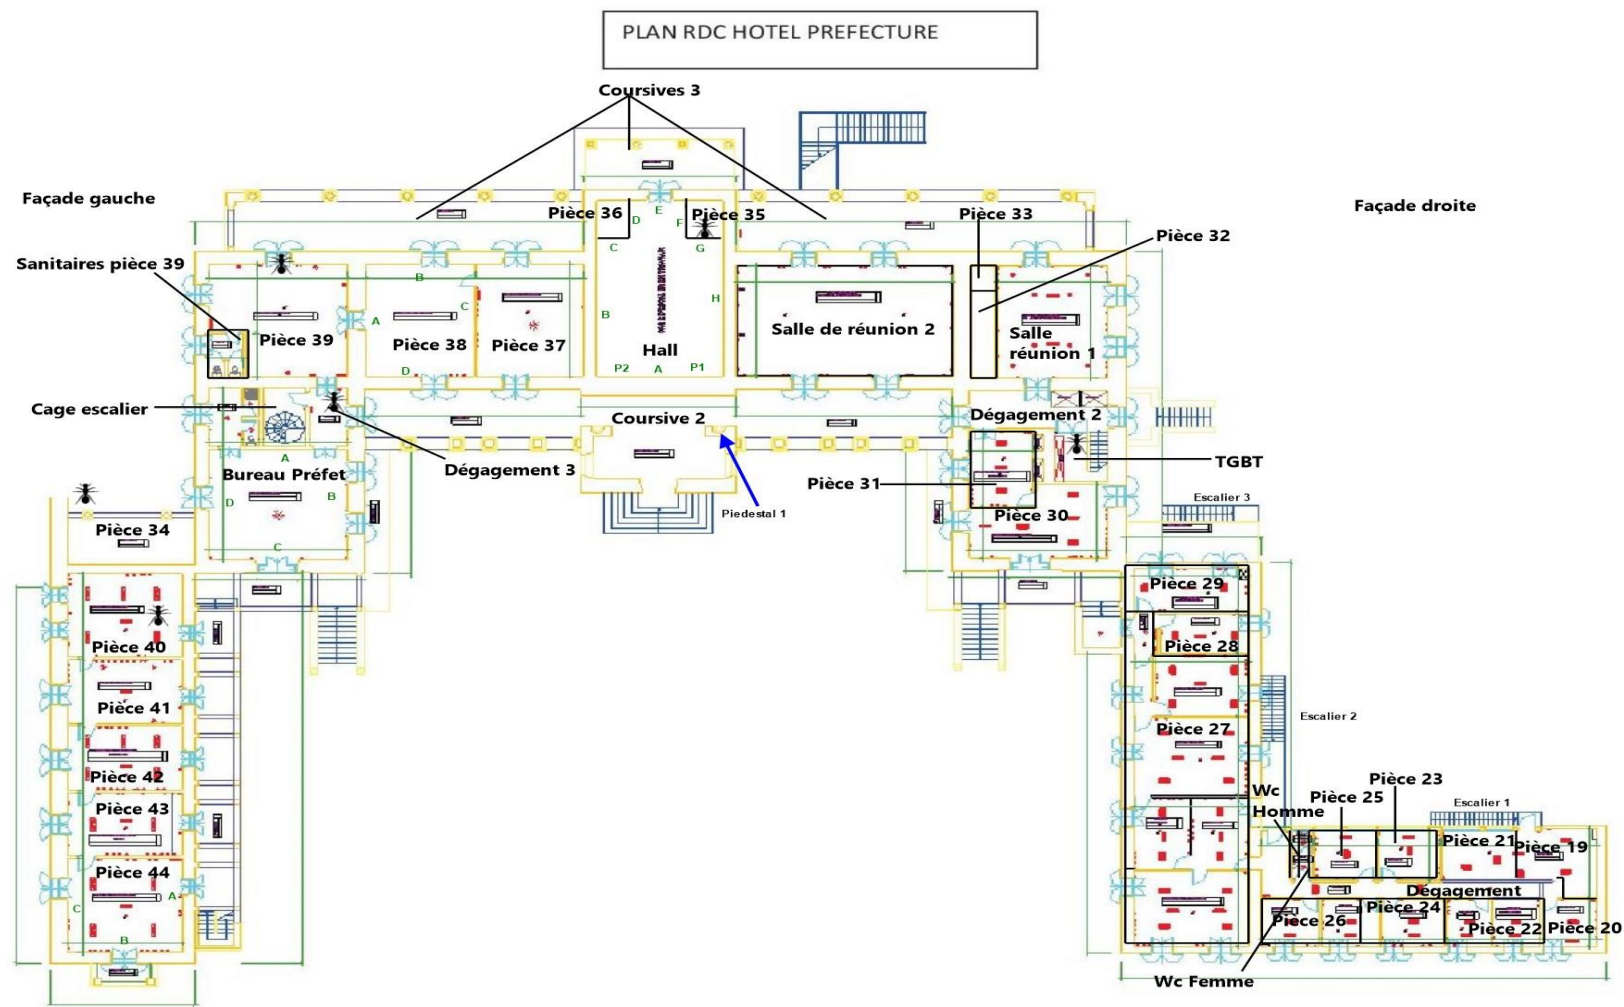 PLAN RDC HOTEL PREFECTURE
Coursives 3
Façade gauche
Façade droite
Pièce 36
E
D
F
Pièce 35
Pièce 33
Pièce 32
C
G
Sanitaires pièce 39
B
C
A
H
B
Pièce 39
Pièce 38
Pièce 37
Hall
Salle de réunion 2
Salle
réunion 1
D
P2
A
P1
Cage escalier
Coursive 2
Dégagement 2
Dégagement 3
A
Bureau Préfet
D
B
C
TGBT
Pièce 31
Piedestal 1
Pièce 30
Escalier 3
Pièce 34
Pièce 29
Pièce 28
Pièce 40
Pièce 41
Escalier 2
Pièce 27
Pièce 42
Pièce 43
Pièce 44
A
C
B
Wc
Homme
Pièce 25
Pièce 23
Escalier 1
Pièce 21
Pièce 19
Dégagement
Pièce 26
Pièce 24
Pièce 22
Pièce 20
Wc Femme